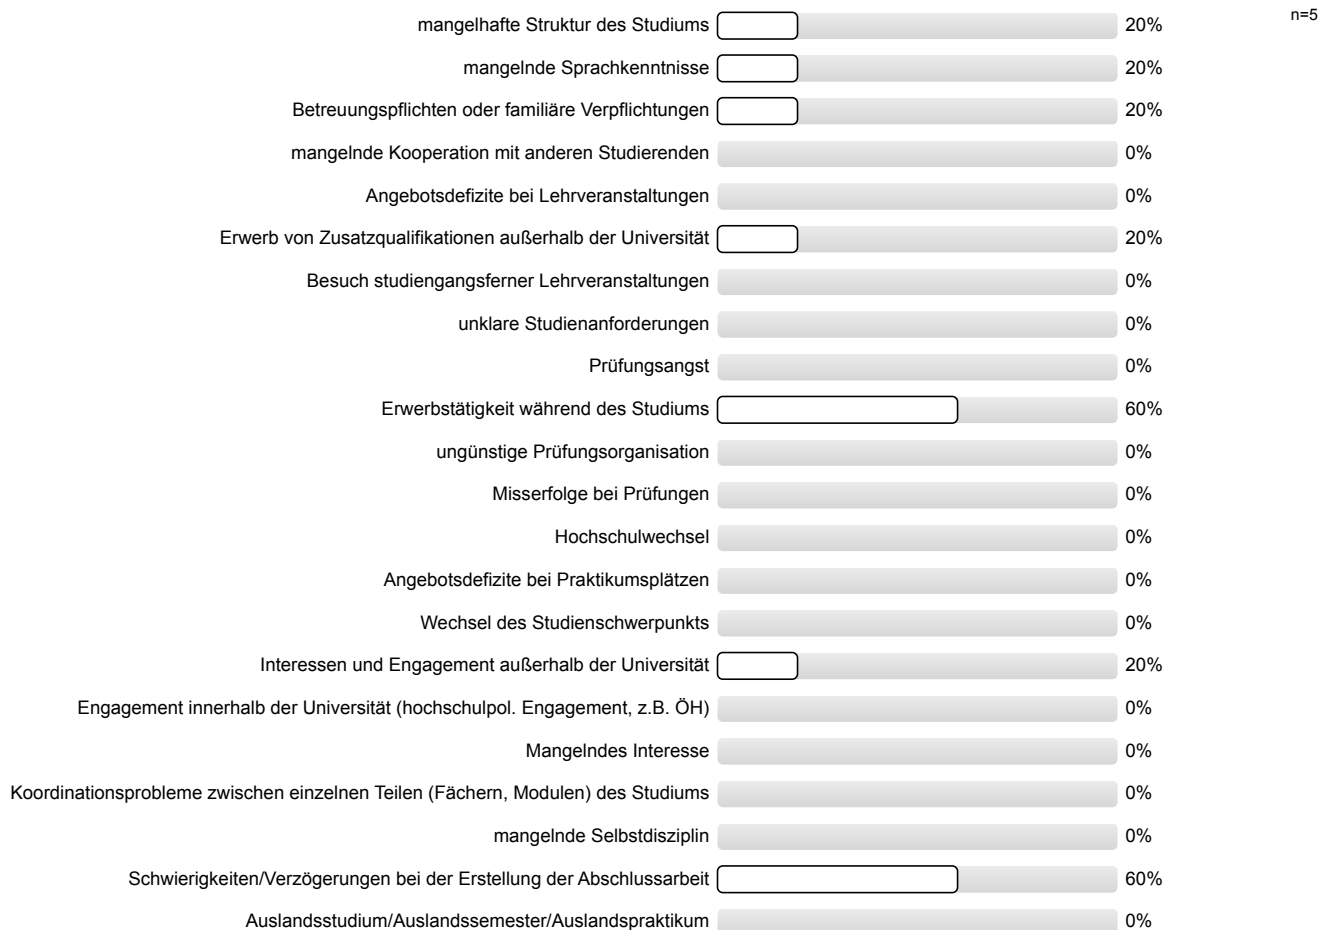 mangelhafte Struktur des Studiums 20% n=5
mangelnde Sprachkenntnisse 20%
Betreuungspflichten oder familiäre Verpflichtungen 20%
mangelnde Kooperation mit anderen Studierenden 0%
Angebotsdefizite bei Lehrveranstaltungen 0%
Erwerb von Zusatzqualifikationen außerhalb der Universität 20%
Besuch studiengangsferner Lehrveranstaltungen 0%
unklare Studienanforderungen 0%
Prüfungsangst 0%
Erwerbstätigkeit während des Studiums 60%
ungünstige Prüfungsorganisation 0%
Misserfolge bei Prüfungen 0%
Hochschulwechsel 0%
Angebotsdefizite bei Praktikumsplätzen 0%
Wechsel des Studienschwerpunkts 0%
Interessen und Engagement außerhalb der Universität 20%
Engagement innerhalb der Universität (hochschulpol. Engagement, z.B. ÖH) 0%
Mangelndes Interesse 0%
Koordinationsprobleme zwischen einzelnen Teilen (Fächern, Modulen) des Studiums 0%
mangelnde Selbstdisziplin 0%
Schwierigkeiten/Verzögerungen bei der Erstellung der Abschlussarbeit 60%
Auslandsstudium/Auslandssemester/Auslandspraktikum 0%